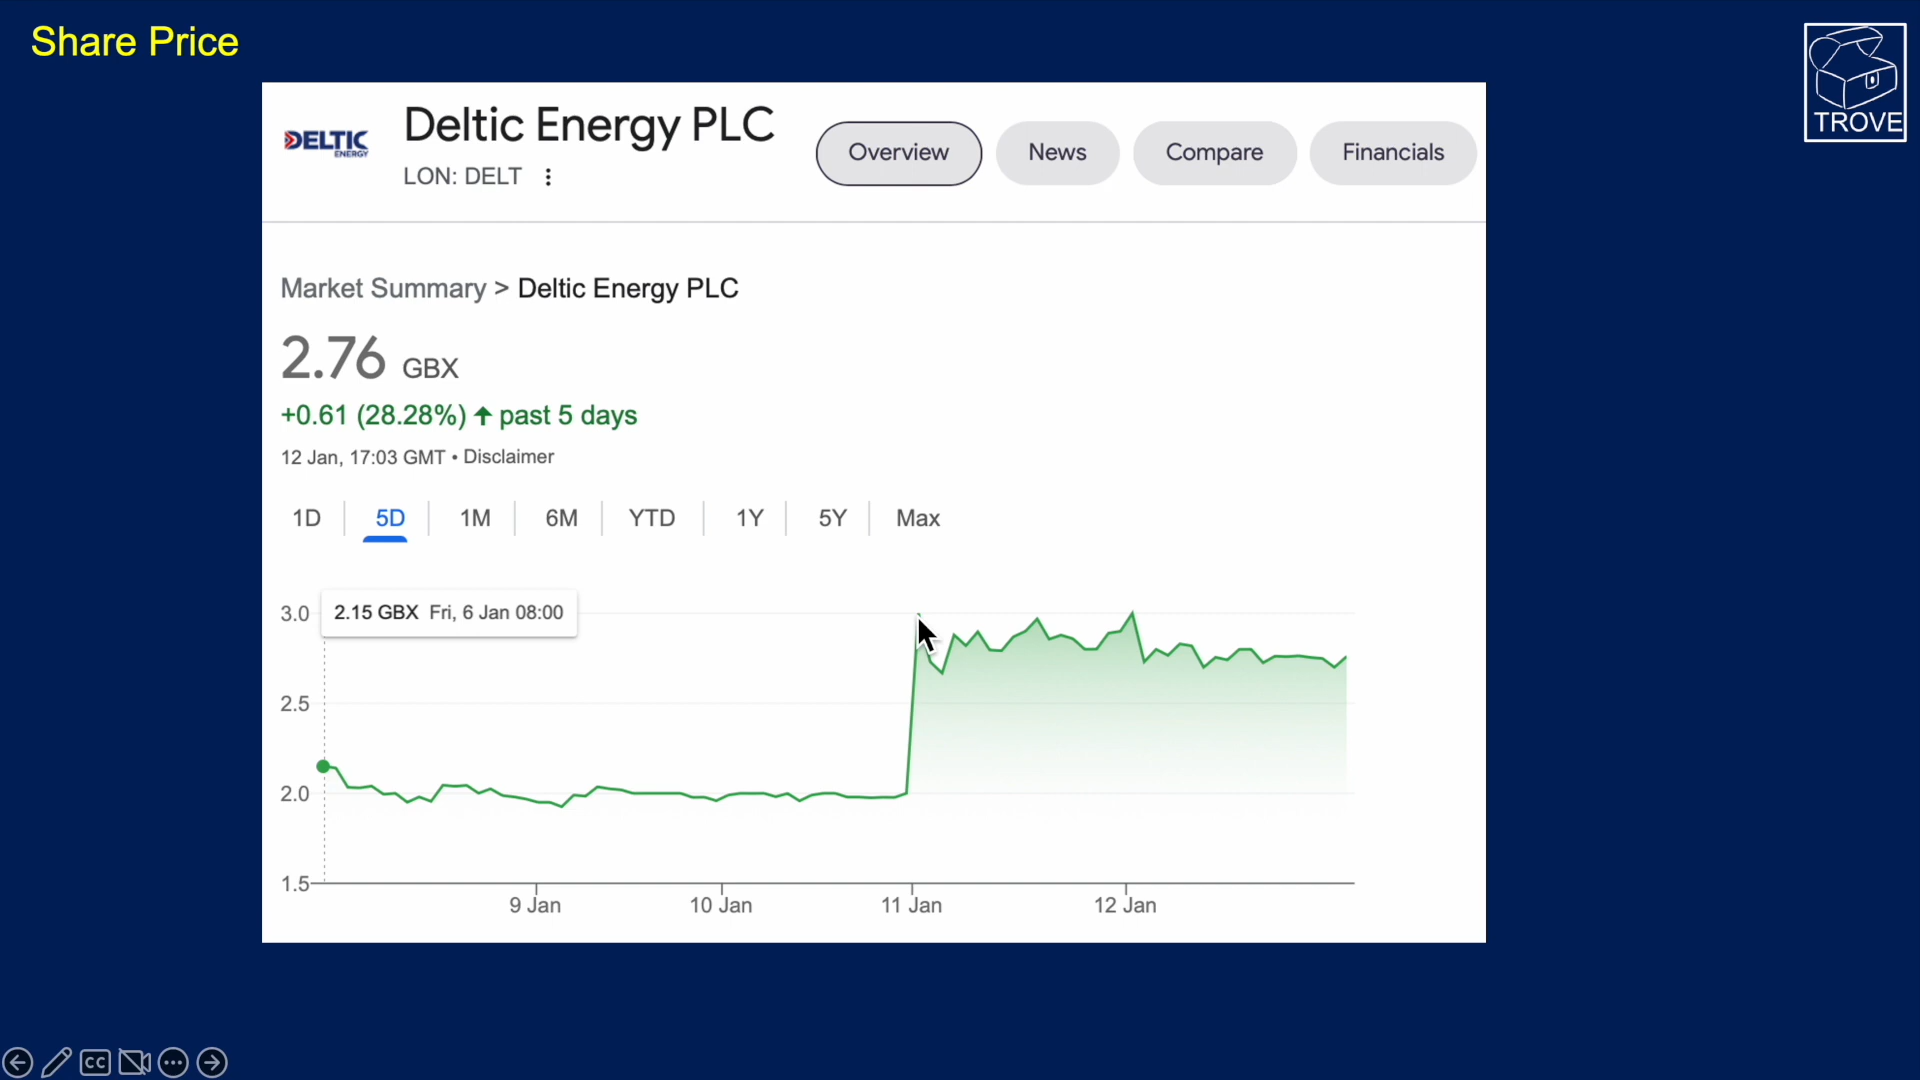 Share Price
TROVE
DELTIC
ENERGY
Deltic Energy PLC
LON: DELT
Overview
News
Compare
Financials
Market Summary > Deltic Energy PLC
2.76 GBX
+0.61 (28.28%) ↑ past 5 days
12 Jan, 17:03 GMT • Disclaimer
1D 5D 1M 6M YTD 1Y 5Y Max
2.15 GBX Fri, 6 Jan 08:00
3.0
2.5
2.0
1.5
9 Jan 10 Jan 11 Jan 12 Jan
CC